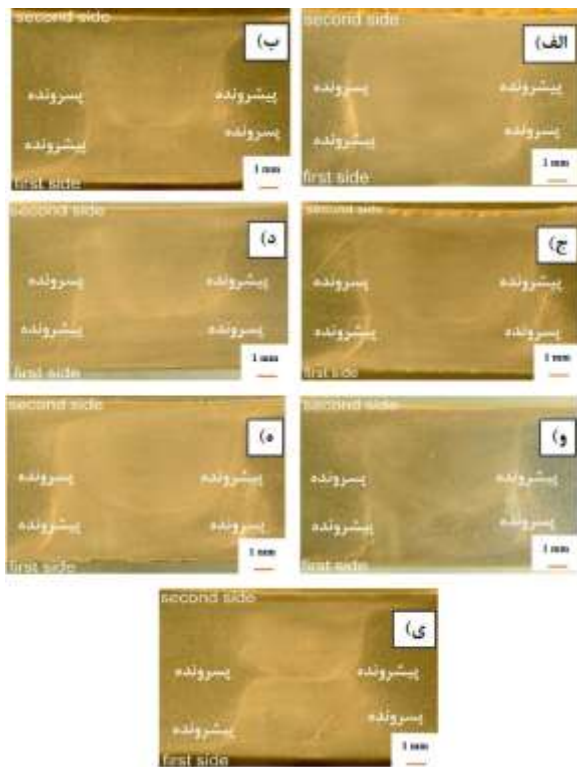 second side
الف)
پسرونده پیشرونده
پیشرونده پسرونده
1 mm
first side
second side
ب)
پسرونده پیشرونده
پیشرونده پسرونده
1 mm
first side
second side
ج)
پسرونده پیشرونده
پیشرونده پسرونده
1 mm
first side
second side
د)
پسرونده پیشرونده
پیشرونده پسرونده
1 mm
first side
second side
و)
پسرونده پیشرونده
پیشرونده پسرونده
1 mm
first side
second side
ه)
پسرونده پیشرونده
پیشرونده پسرونده
1 mm
first side
second side
ی)
پسرونده پیشرونده
پیشرونده پسرونده
1 mm
first side